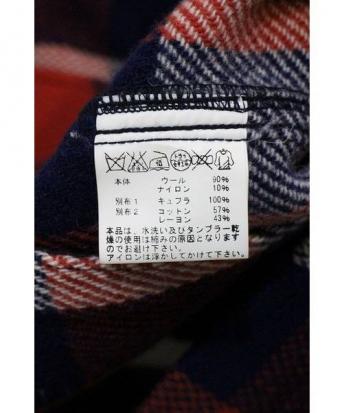 本体 ウール 90%
ナイロン 10%
別布1 キュプラ 100%
別布2 コットン 57%
レーヨン 43%
本品は、水洗い及びタンブラー乾
燥の使用は縮みの原因となります
のでお避け下さい。
アイロンは浮かしてかけて下さい。